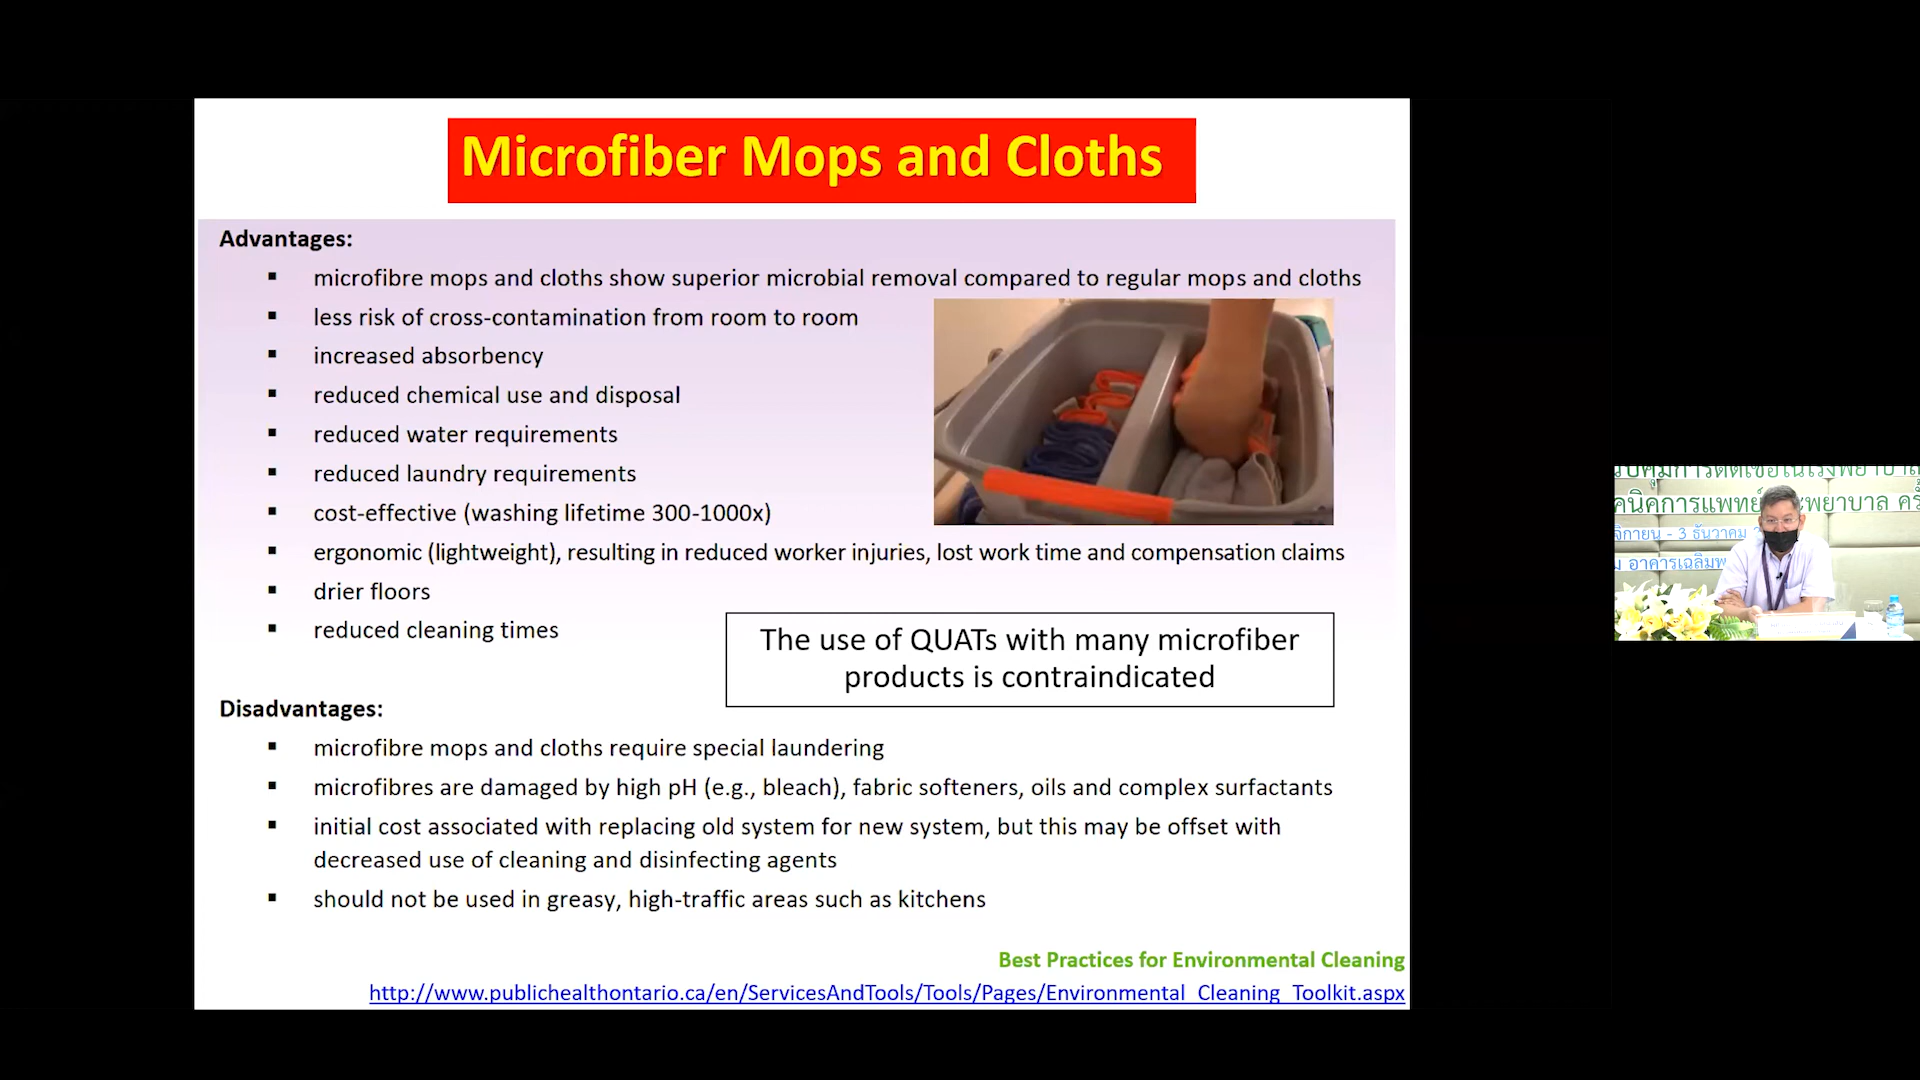 Microfiber Mops and Cloths
Advantages:
▪ microfibre mops and cloths show superior microbial removal compared to regular mops and cloths
▪ less risk of cross-contamination from room to room
▪ increased absorbency
▪ reduced chemical use and disposal
▪ reduced water requirements
▪ reduced laundry requirements
▪ cost-effective (washing lifetime 300-1000x)
▪ ergonomic (lightweight), resulting in reduced worker injuries, lost work time and compensation claims
▪ drier floors
▪ reduced cleaning times
The use of QUATs with many microfiber
products is contraindicated
Disadvantages:
▪ microfibre mops and cloths require special laundering
▪ microfibres are damaged by high pH (e.g., bleach), fabric softeners, oils and complex surfactants
▪ initial cost associated with replacing old system for new system, but this may be offset with
decreased use of cleaning and disinfecting agents
▪ should not be used in greasy, high-traffic areas such as kitchens
Best Practices for Environmental Cleaning
http://www.publichealthontario.ca/en/ServicesAndTools/Tools/Pages/Environmental_Cleaning_Toolkit.aspx
คนิคการแพทย์ ะพยาบาล ครั้
- 3 ธันวาคม
อาคารเฉลิมพ